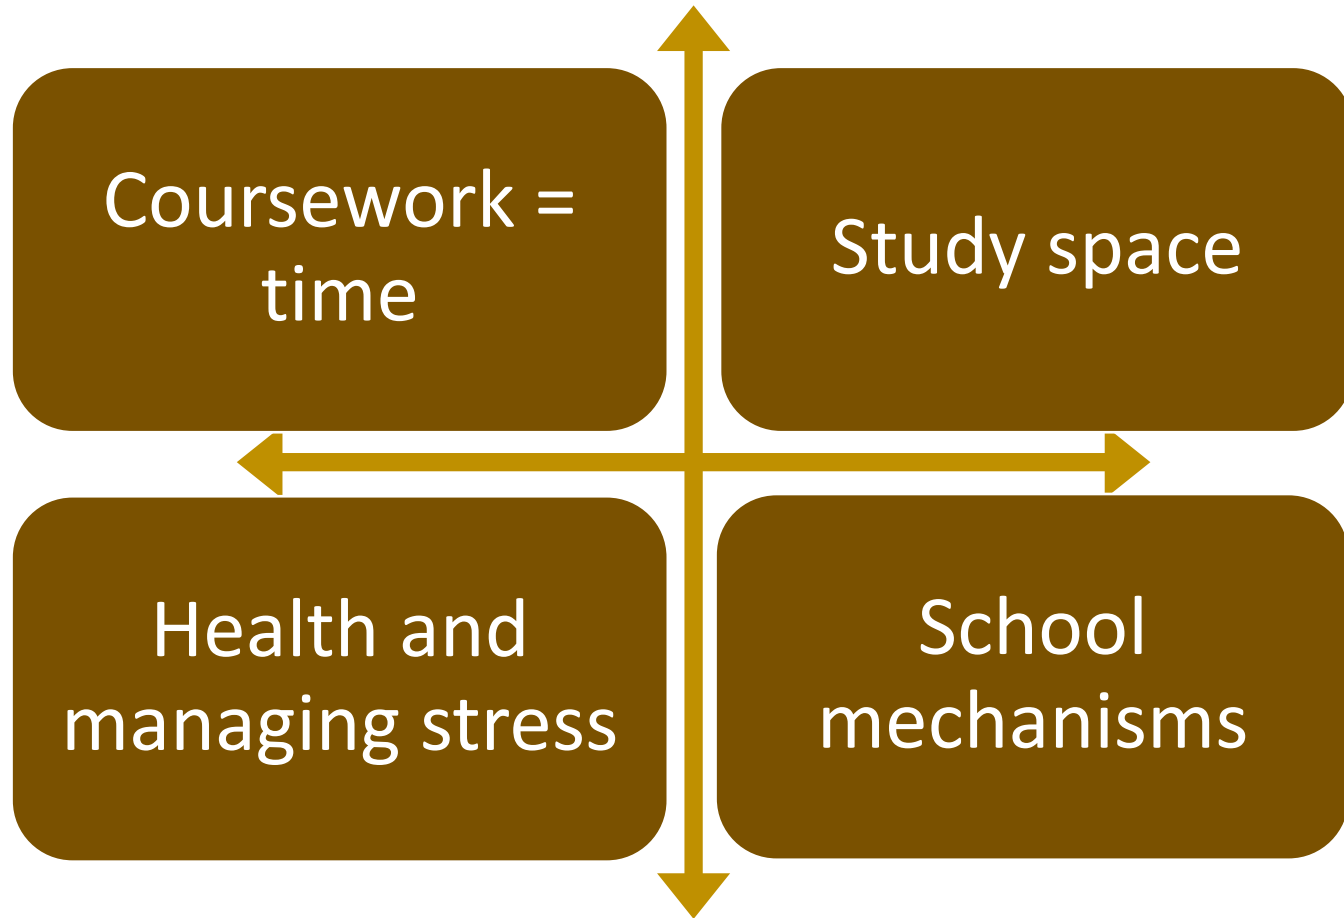 Coursework =
time
Study space
Health and
managing stress
School
mechanisms